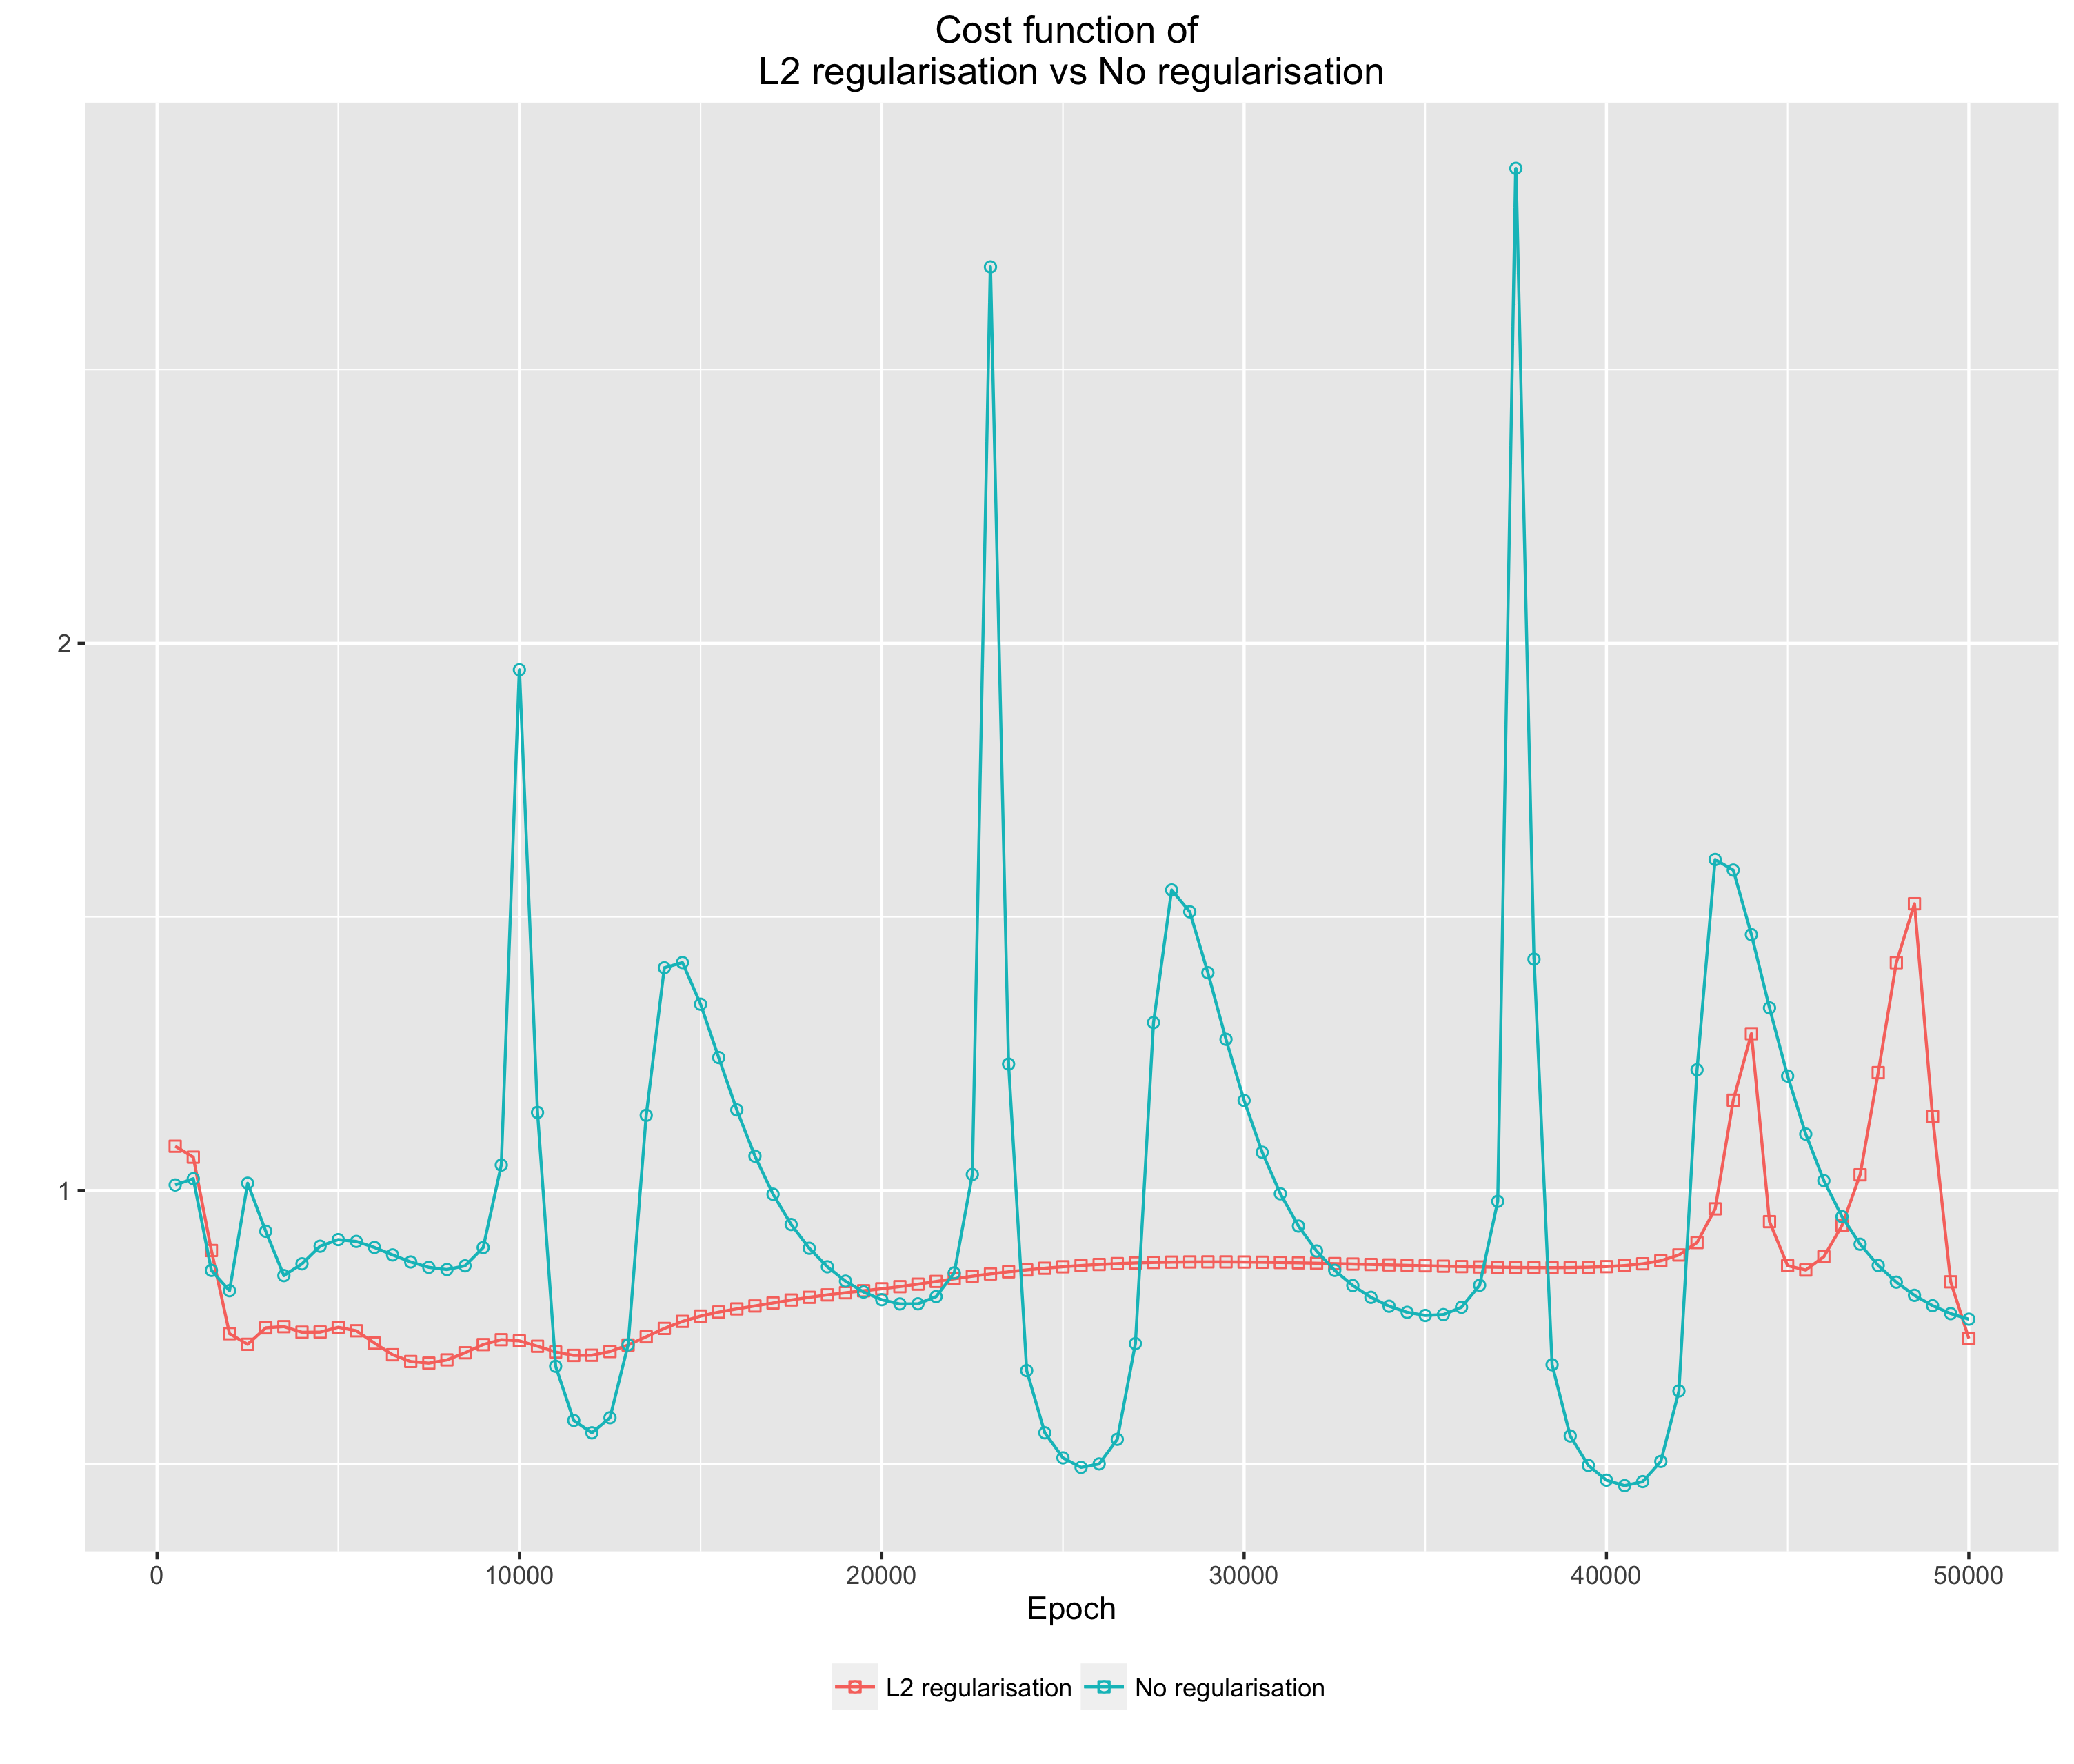 Cost function of
L2 regularisation vs No regularisation
2
1
0 10000 20000 30000 40000 50000
Epoch
L2 regularisation No regularisation